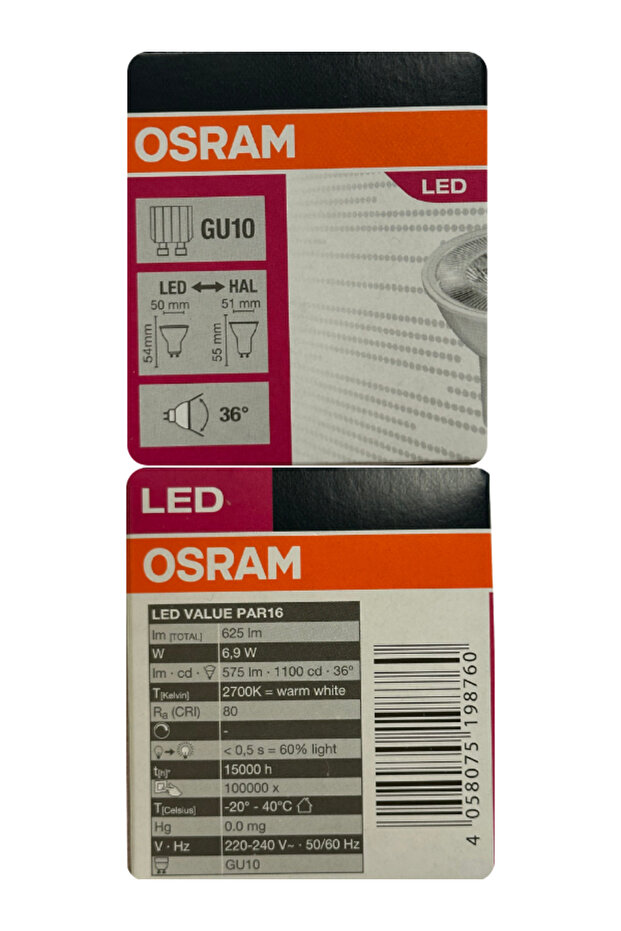 OSRAM
LED
GU10
LED ↔ HAL
50 mm 51 mm
54mm 55 mm
36°
LED
OSRAM
LED VALUE PAR16
lm [TOTAL] 625 lm
W 6,9 W
lm · cd · 575 lm · 1100 cd · 36°
T[Kelvin] 2700K = warm white
Ra (CRI) 80
-
< 0,5 s = 60% light
t[h]* 15000 h
100000 x
T[Celsius] -20° - 40°C
Hg 0.0 mg
V · Hz 220-240 V~ · 50/60 Hz
GU10
4 058075 198760